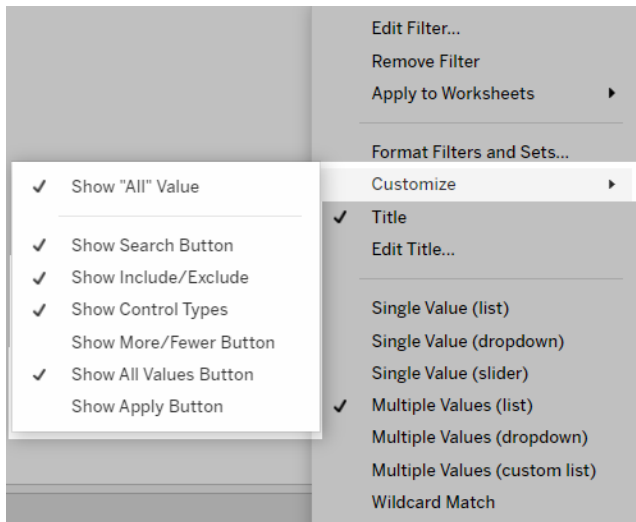 Edit Filter...
Remove Filter
Apply to Worksheets
Format Filters and Sets...
Customize
Title
Edit Title...
Single Value (list)
Single Value (dropdown)
Single Value (slider)
Multiple Values (list)
Multiple Values (dropdown)
Multiple Values (custom list)
Wildcard Match
Show "All" Value
Show Search Button
Show Include/Exclude
Show Control Types
Show More/Fewer Button
Show All Values Button
Show Apply Button